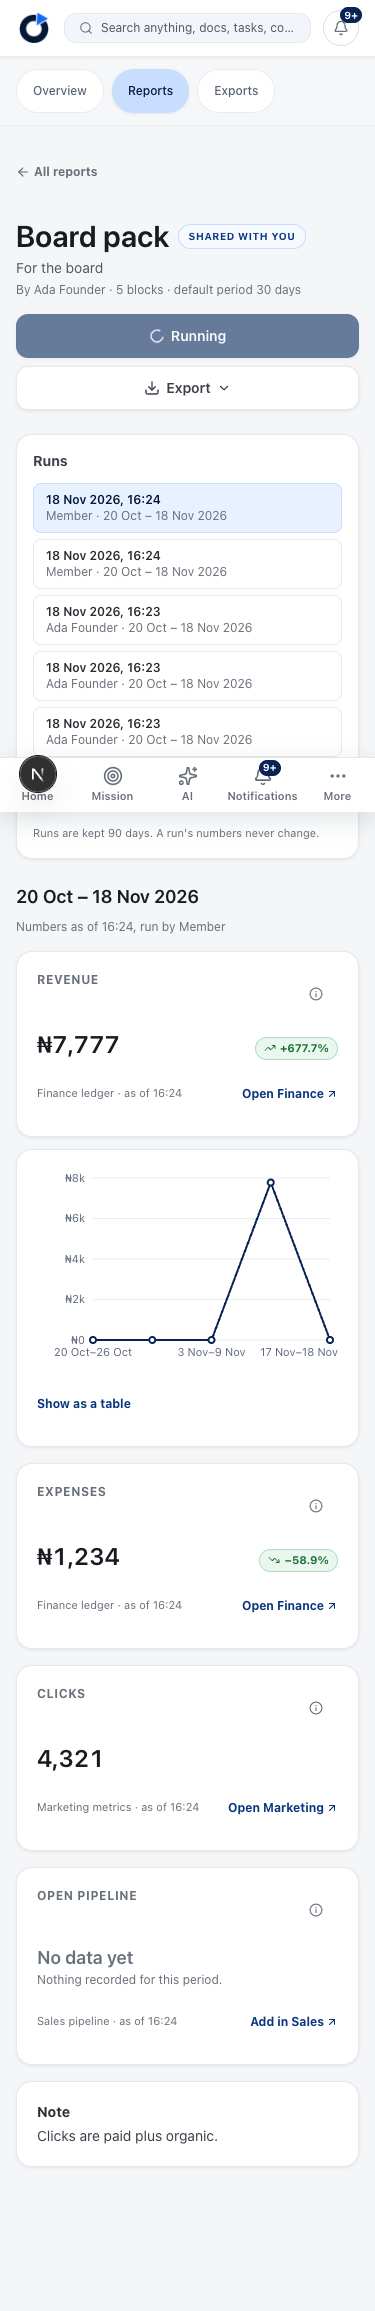 Search anything, docs, tasks, co...
9+
Overview
Reports
Exports
← All reports
Board pack
SHARED WITH YOU
For the board
By Ada Founder · 5 blocks · default period 30 days
Running
Export
Runs
18 Nov 2026, 16:24
Member · 20 Oct – 18 Nov 2026
18 Nov 2026, 16:24
Member · 20 Oct – 18 Nov 2026
18 Nov 2026, 16:23
Ada Founder · 20 Oct – 18 Nov 2026
18 Nov 2026, 16:23
Ada Founder · 20 Oct – 18 Nov 2026
18 Nov 2026, 16:23
Ada Founder · 20 Oct – 18 Nov 2026
N
9+
Home
Mission
AI
Notifications
More
Runs are kept 90 days. A run's numbers never change.
20 Oct – 18 Nov 2026
Numbers as of 16:24, run by Member
REVENUE
₦7,777
+677.7%
Finance ledger · as of 16:24
Open Finance
₦8k
₦6k
₦4k
₦2k
₦0
20 Oct–26 Oct
3 Nov–9 Nov
17 Nov–18 Nov
Show as a table
EXPENSES
₦1,234
−58.9%
Finance ledger · as of 16:24
Open Finance
CLICKS
4,321
Marketing metrics · as of 16:24
Open Marketing
OPEN PIPELINE
No data yet
Nothing recorded for this period.
Sales pipeline · as of 16:24
Add in Sales
Note
Clicks are paid plus organic.